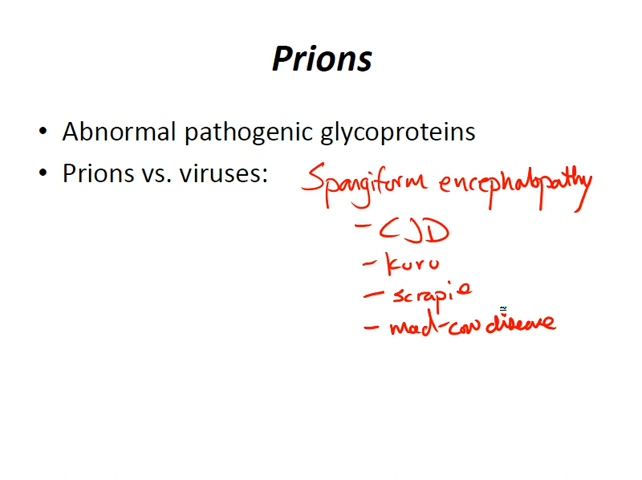 Prions
• Abnormal pathogenic glycoproteins
• Prions vs. viruses:
Spongiform encephalopathy
- CJD
- kuru
- scrapie
- mad-cow disease